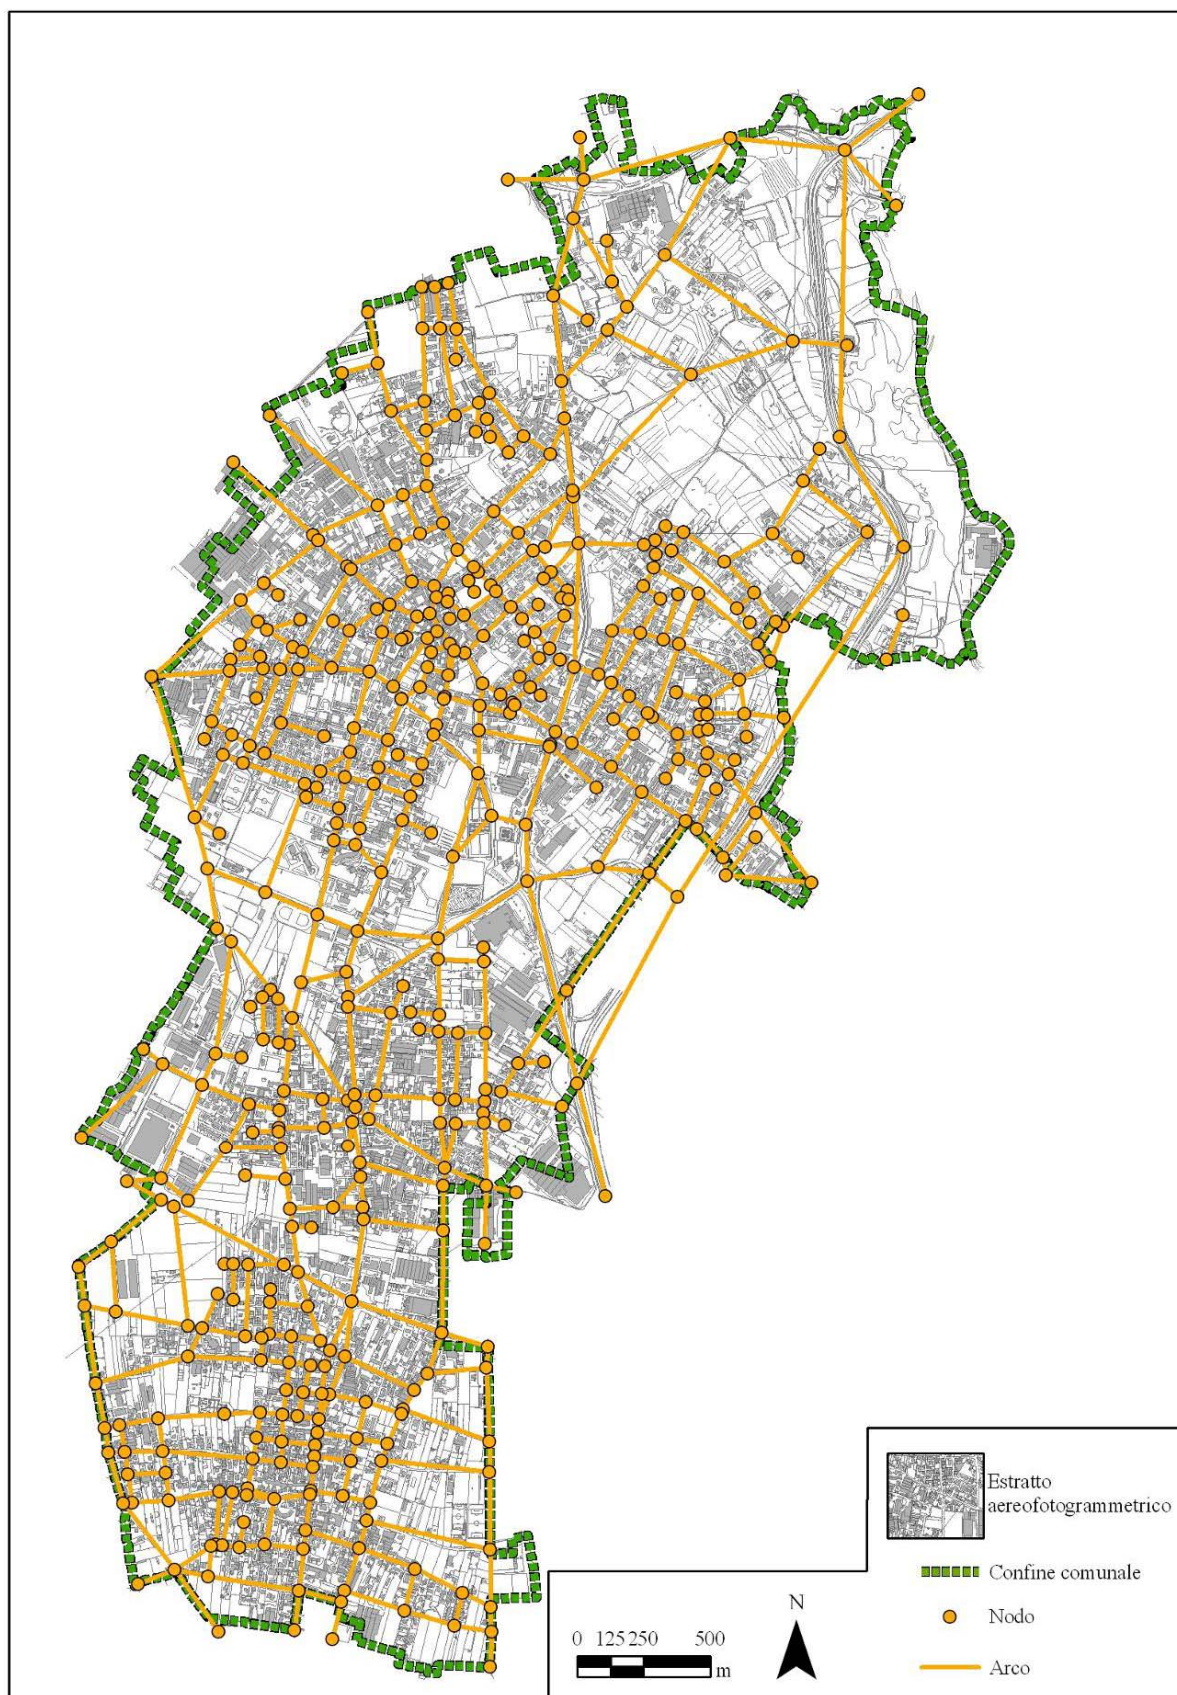 Estratto
aereofotogrammetrico
Confine comunale
N
Nodo
0 125 250 500
m
Arco